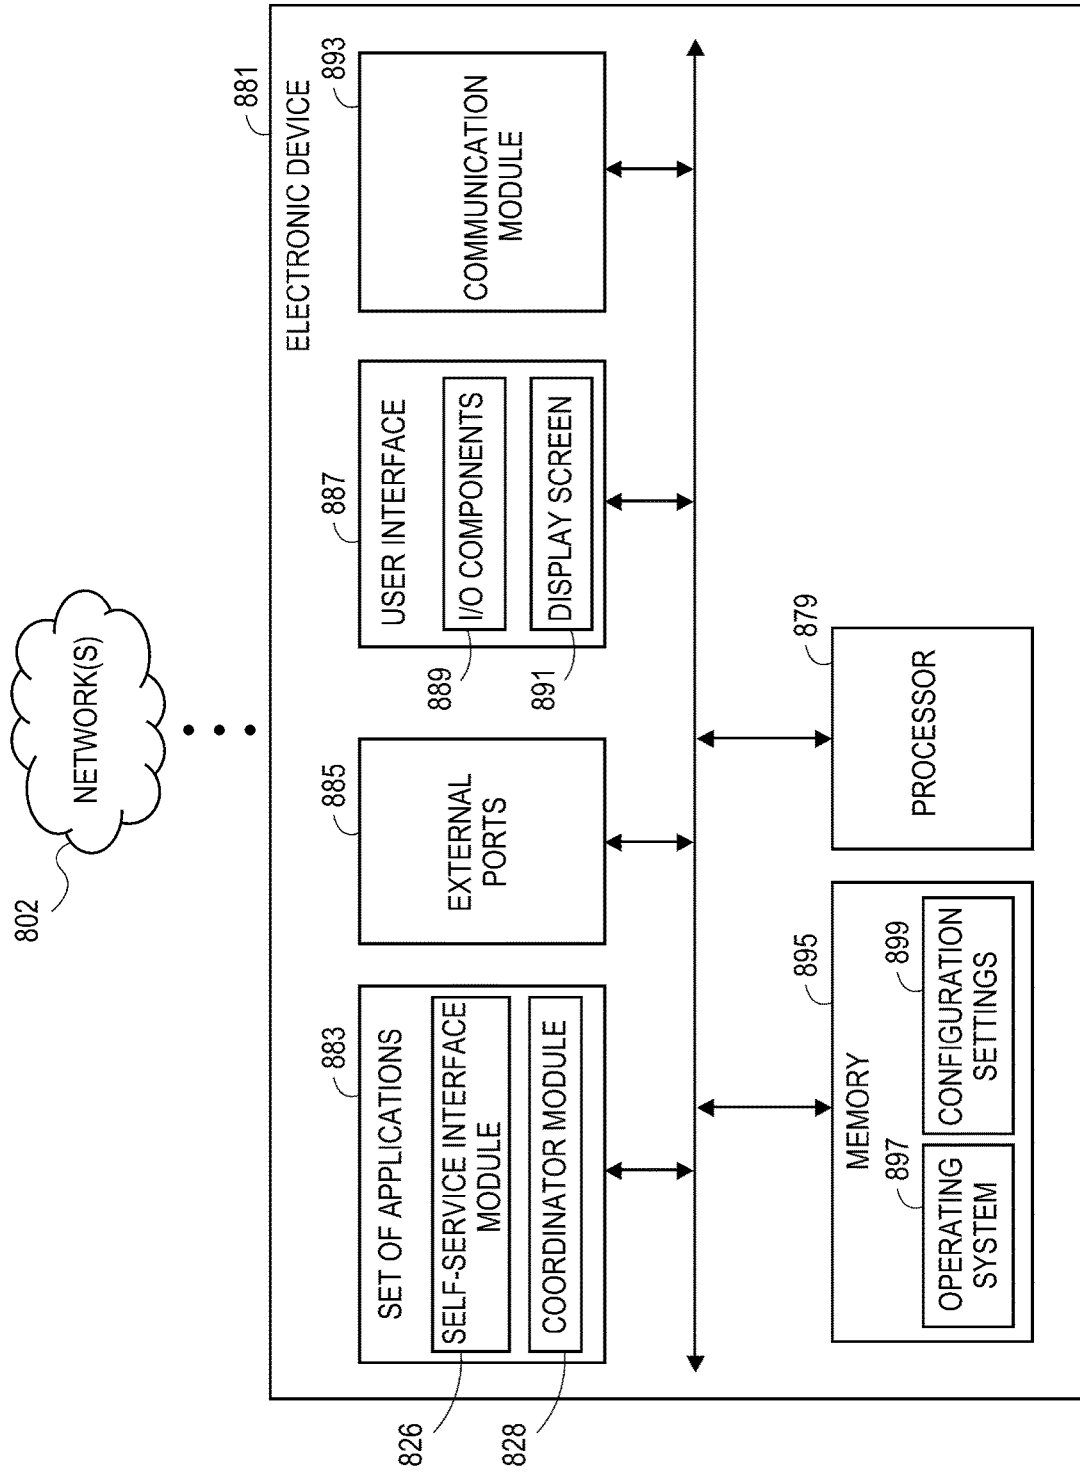 802
NETWORK(S)
881
ELECTRONIC DEVICE
883
SET OF APPLICATIONS
SELF-SERVICE INTERFACE
MODULE
826
COORDINATOR MODULE
828
885
EXTERNAL
PORTS
887
USER INTERFACE
I/O COMPONENTS
889
DISPLAY SCREEN
891
893
COMMUNICATION
MODULE
895
MEMORY
897
OPERATING
SYSTEM
899
CONFIGURATION
SETTINGS
879
PROCESSOR